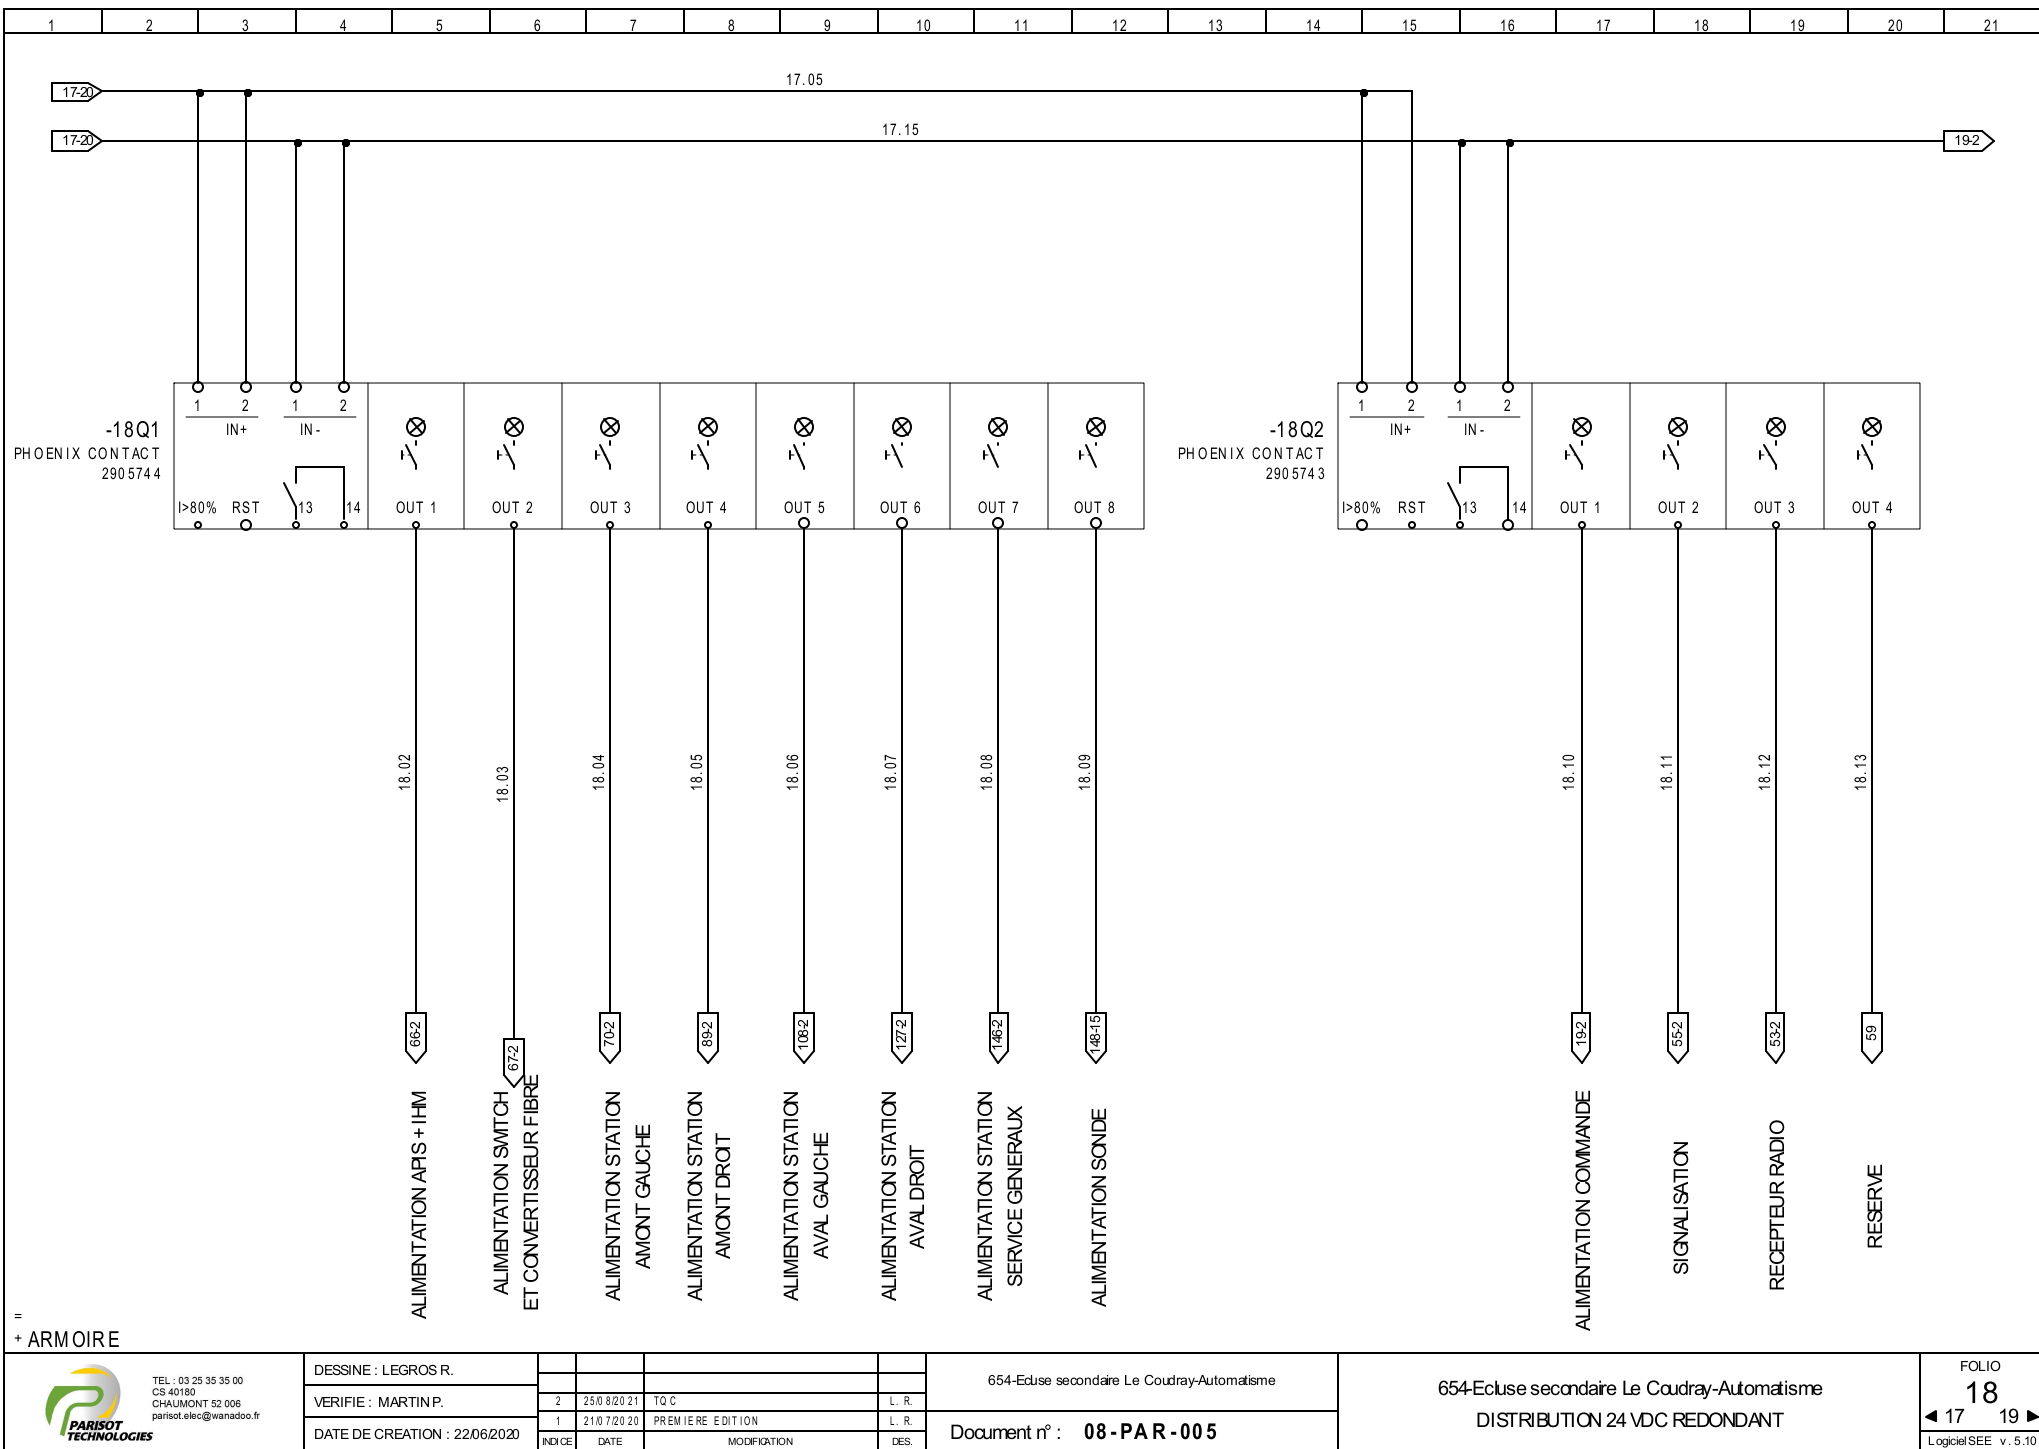 1 2 3 4 5 6 7 8 9 10 11 12 13 14 15 16 17 18 19 20 21
17-20
17.05
17-20
17.15
19-2
-18Q1
PHOENIX CONTACT
2905744
1 2 1 2
IN+ IN-
I>80% RST 13 14
OUT 1
OUT 2
OUT 3
OUT 4
OUT 5
OUT 6
OUT 7
OUT 8
-18Q2
PHOENIX CONTACT
2905743
1 2 1 2
IN+ IN-
I>80% RST 13 14
OUT 1
OUT 2
OUT 3
OUT 4
18.02
18.03
18.04
18.05
18.06
18.07
18.08
18.09
18.10
18.11
18.12
18.13
66-2
67-2
70-2
89-2
108-2
127-2
146-2
148-15
19-2
55-2
53-2
59
ALIMENTATION APIS + IHM
ALIMENTATION SWITCH
ET CONVERTISSEUR FIBRE
ALIMENTATION STATION
AMONT GAUCHE
ALIMENTATION STATION
AMONT DROIT
ALIMENTATION STATION
AVAL GAUCHE
ALIMENTATION STATION
AVAL DROIT
ALIMENTATION STATION
SERVICE GENERAUX
ALIMENTATION SONDE
ALIMENTATION COMMANDE
SIGNALISATION
RECEPTEUR RADIO
RESERVE
=
+ ARMOIRE
PARISOT
TECHNOLOGIES
TEL : 03 25 35 35 00
CS 40180
CHAUMONT 52 006
parisot.elec@wanadoo.fr
DESSINE : LEGROS R.
VERIFIE : MARTIN P.
DATE DE CREATION : 22/06/2020
2 25/08/2021 TQC L. R.
1 21/07/2020 PREMIERE EDITION L. R.
INDICE DATE MODIFICATION DES.
654-Ecluse secondaire Le Coudray-Automatisme
Document n° : 08-PAR-005
654-Ecluse secondaire Le Coudray-Automatisme
DISTRIBUTION 24 VDC REDONDANT
FOLIO
18
17 19
Logiciel SEE v. 5.10